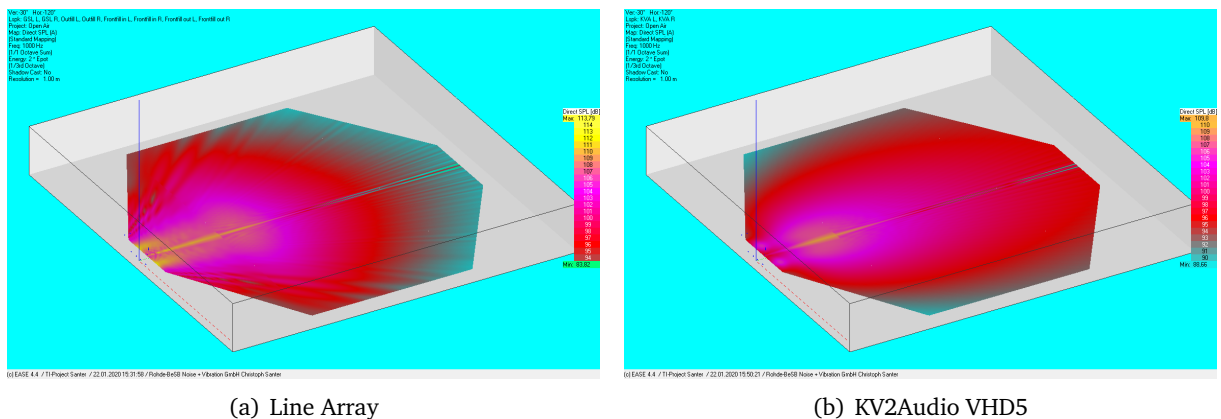 Ver.-30° Hor.-120°
Lspk: GSL L, GSL R, Outfill L, Outfill R, Frontfill in L, Frontfill in R, Frontfill out L, Frontfill out R
Project: Open Air
Map: Direct SPL (A)
(Standard Mapping)
Freq: 1000 Hz
(1/1 Octave Sum)
Energy: 2 * Epot
(1/3rd Octave)
Shadow Cast: No
Resolution = 1.00 m
Direct SPL [dB]
Max: 113,79
114
113
112
111
110
109
108
107
106
105
104
103
102
101
100
99
98
97
96
95
94
Min: 83,82
(c) EASE 4.4 / TI-Project Santer / 22.01.2020 15:31:58 / Rohde-BeSB Noise + Vibration GmbH Christoph Santer
(a) Line Array
Ver.-30° Hor.-120°
Lspk: KVA L, KVA R
Project: Open Air
Map: Direct SPL (A)
(Standard Mapping)
Freq: 1000 Hz
(1/1 Octave Sum)
Energy: 2 * Epot
(1/3rd Octave)
Shadow Cast: No
Resolution = 1.00 m
Direct SPL [dB]
Max: 109,8
110
109
108
107
106
105
104
103
102
101
100
99
98
97
96
95
94
93
92
91
90
Min: 88,66
(c) EASE 4.4 / TI-Project Santer / 22.01.2020 15:50:21 / Rohde-BeSB Noise + Vibration GmbH Christoph Santer
(b) KV2Audio VHD5